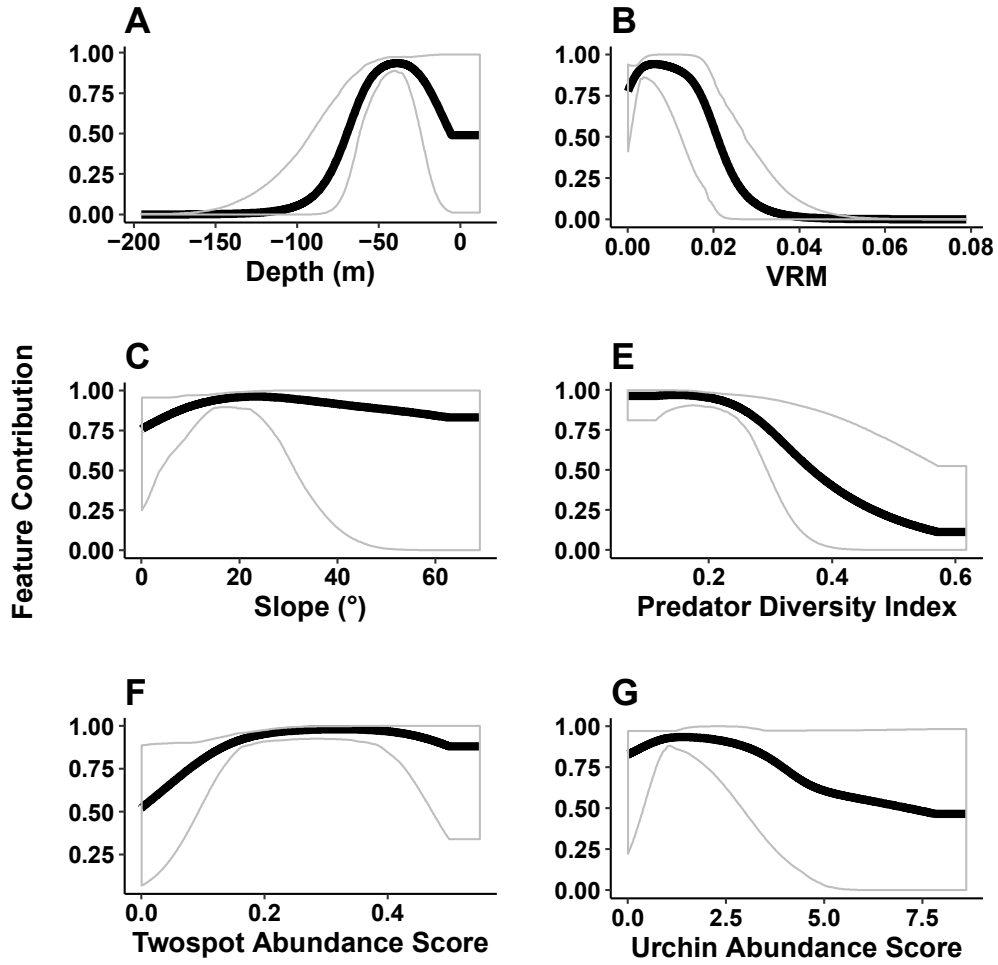 A
1.00
0.75
0.50
0.25
0.00
−200 −150 −100 −50 0
Depth (m)
B
1.00
0.75
0.50
0.25
0.00
0.00 0.02 0.04 0.06 0.08
VRM
Feature Contribution
C
1.00
0.75
0.50
0.25
0.00
0 20 40 60
Slope (°)
E
1.00
0.75
0.50
0.25
0.00
0.2 0.4 0.6
Predator Diversity Index
F
1.00
0.75
0.50
0.25
0.0 0.2 0.4
Twospot Abundance Score
G
1.00
0.75
0.50
0.25
0.00
0.0 2.5 5.0 7.5
Urchin Abundance Score